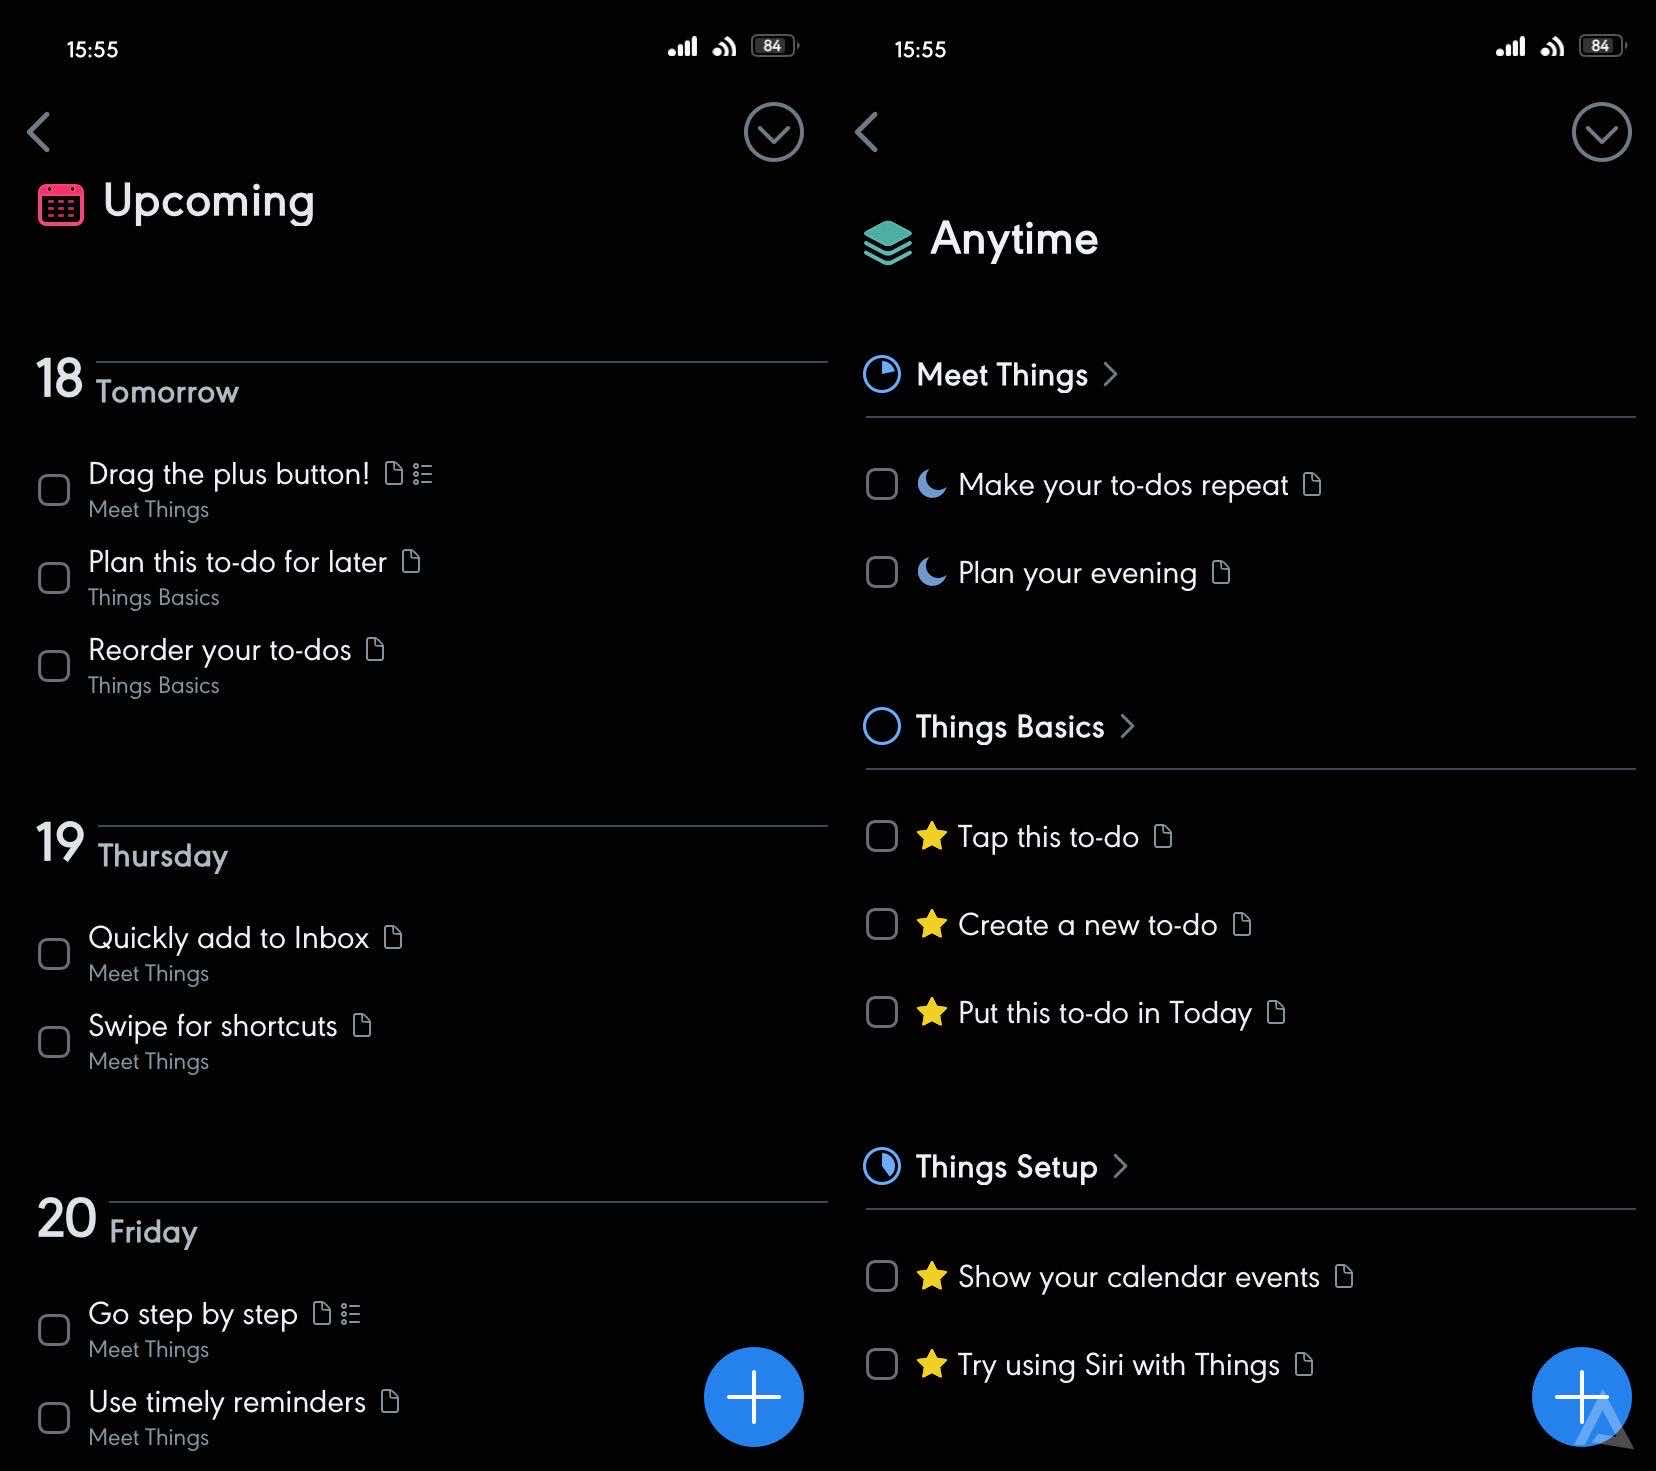 15:55
84
Upcoming
18
Tomorrow
Drag the plus button!
Meet Things
Plan this to-do for later
Things Basics
Reorder your to-dos
Things Basics
19
Thursday
Quickly add to Inbox
Meet Things
Swipe for shortcuts
Meet Things
20
Friday
Go step by step
Meet Things
Use timely reminders
Meet Things
15:55
84
Anytime
Meet Things
Make your to-dos repeat
Plan your evening
Things Basics
Tap this to-do
Create a new to-do
Put this to-do in Today
Things Setup
Show your calendar events
Try using Siri with Things